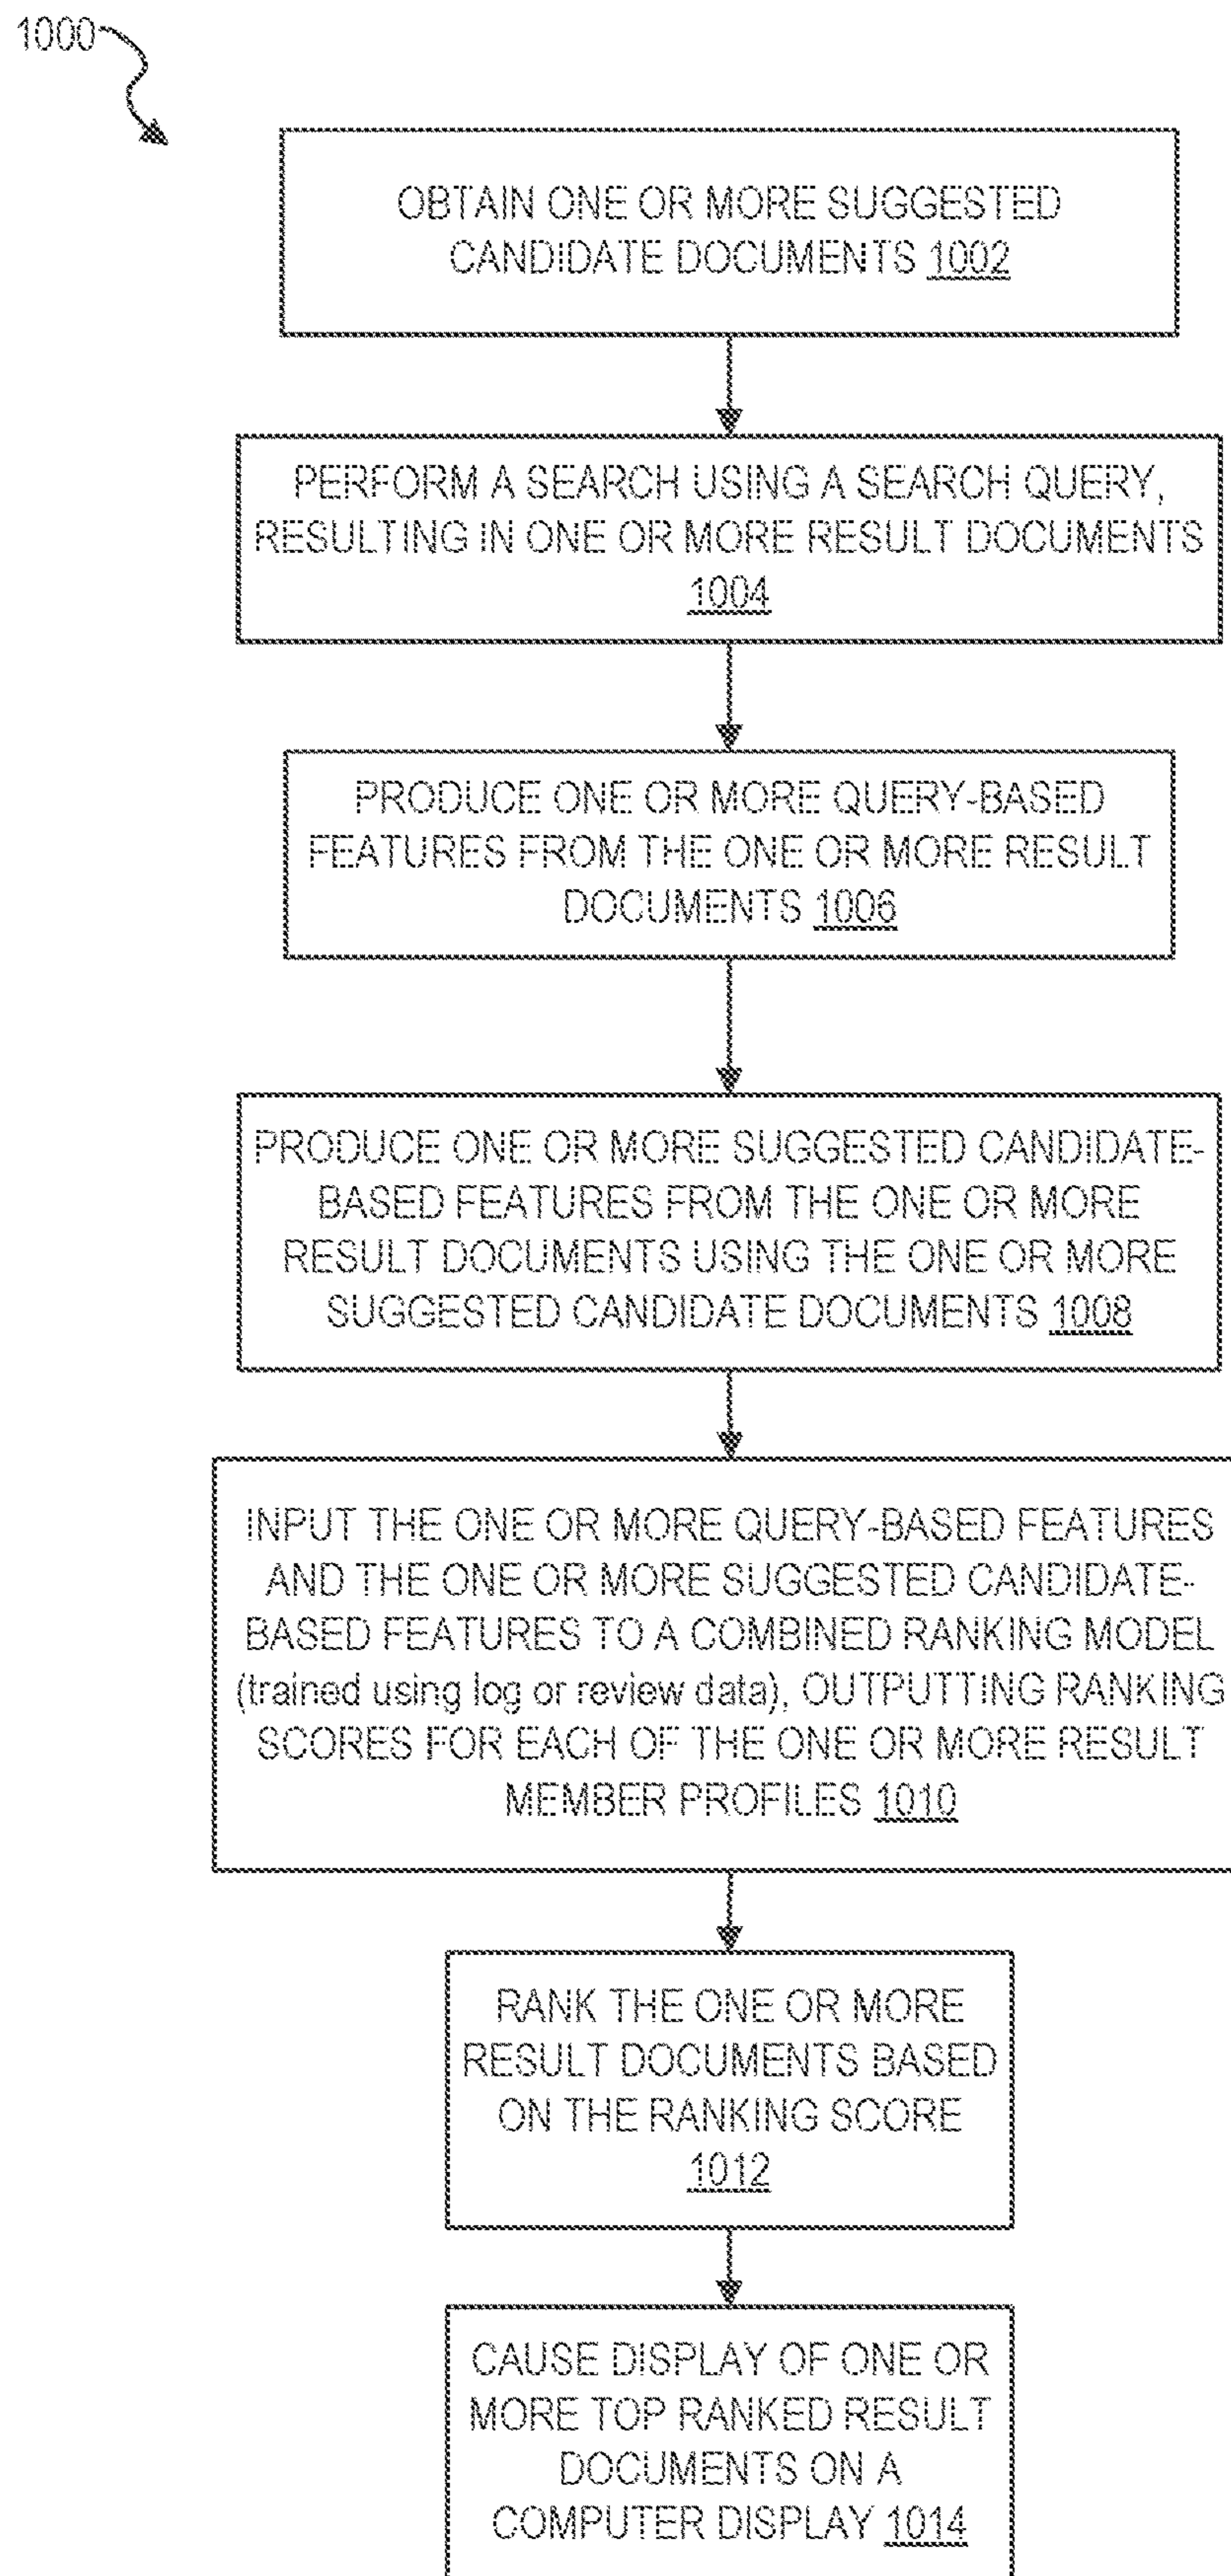 1000
OBTAIN ONE OR MORE SUGGESTED
CANDIDATE DOCUMENTS 1002
PERFORM A SEARCH USING A SEARCH QUERY,
RESULTING IN ONE OR MORE RESULT DOCUMENTS
1004
PRODUCE ONE OR MORE QUERY-BASED
FEATURES FROM THE ONE OR MORE RESULT
DOCUMENTS 1006
PRODUCE ONE OR MORE SUGGESTED CANDIDATE-
BASED FEATURES FROM THE ONE OR MORE
RESULT DOCUMENTS USING THE ONE OR MORE
SUGGESTED CANDIDATE DOCUMENTS 1008
INPUT THE ONE OR MORE QUERY-BASED FEATURES
AND THE ONE OR MORE SUGGESTED CANDIDATE-
BASED FEATURES TO A COMBINED RANKING MODEL
(trained using log or review data), OUTPUTTING RANKING
SCORES FOR EACH OF THE ONE OR MORE RESULT
MEMBER PROFILES 1010
RANK THE ONE OR MORE
RESULT DOCUMENTS BASED
ON THE RANKING SCORE
1012
CAUSE DISPLAY OF ONE OR
MORE TOP RANKED RESULT
DOCUMENTS ON A
COMPUTER DISPLAY 1014